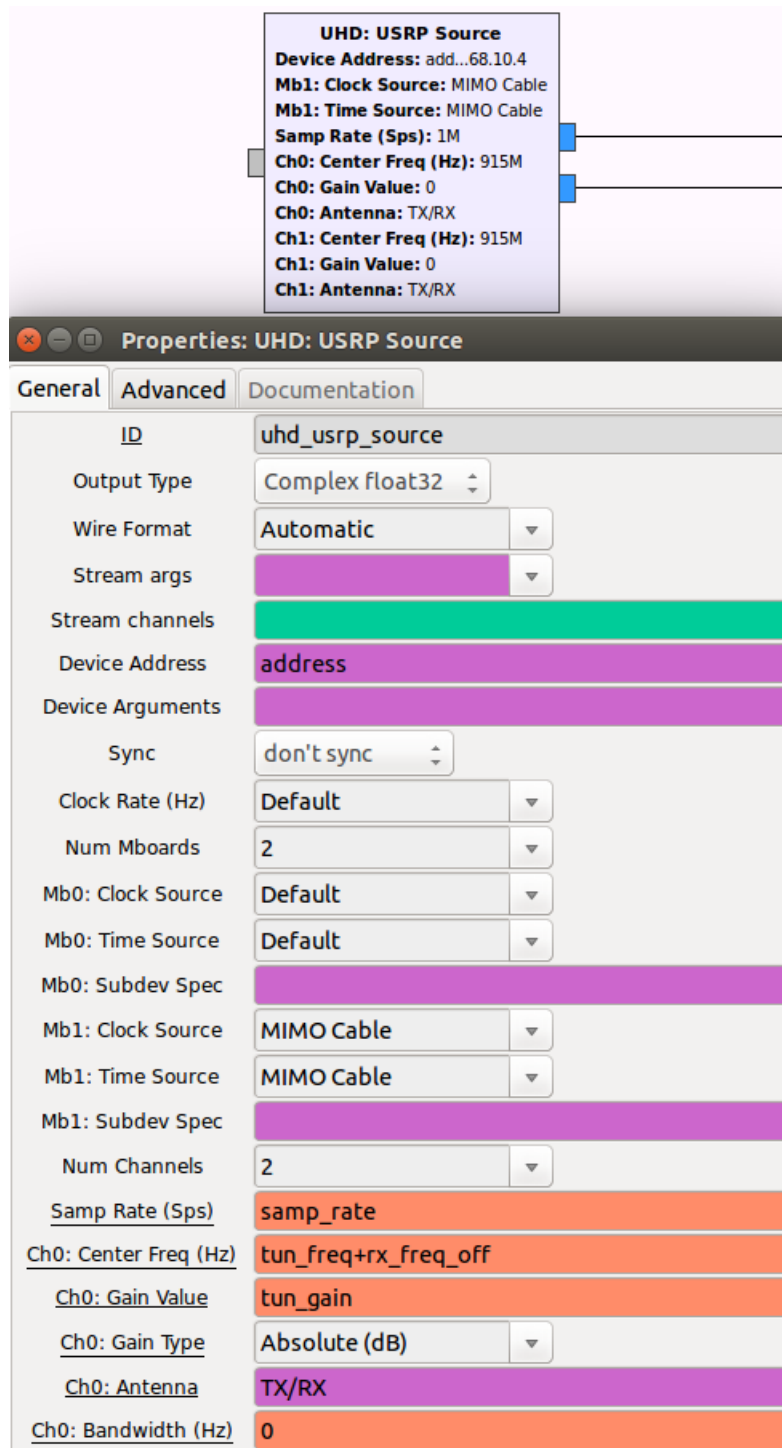 UHD: USRP Source
Device Address: add...68.10.4
Mb1: Clock Source: MIMO Cable
Mb1: Time Source: MIMO Cable
Samp Rate (Sps): 1M
Ch0: Center Freq (Hz): 915M
Ch0: Gain Value: 0
Ch0: Antenna: TX/RX
Ch1: Center Freq (Hz): 915M
Ch1: Gain Value: 0
Ch1: Antenna: TX/RX
Properties: UHD: USRP Source
General Advanced Documentation
ID uhd_usrp_source
Output Type Complex float32
Wire Format Automatic
Stream args
Stream channels
Device Address address
Device Arguments
Sync don't sync
Clock Rate (Hz) Default
Num Mboards 2
Mb0: Clock Source Default
Mb0: Time Source Default
Mb0: Subdev Spec
Mb1: Clock Source MIMO Cable
Mb1: Time Source MIMO Cable
Mb1: Subdev Spec
Num Channels 2
Samp Rate (Sps) samp_rate
Ch0: Center Freq (Hz) tun_freq+rx_freq_off
Ch0: Gain Value tun_gain
Ch0: Gain Type Absolute (dB)
Ch0: Antenna TX/RX
Ch0: Bandwidth (Hz) 0